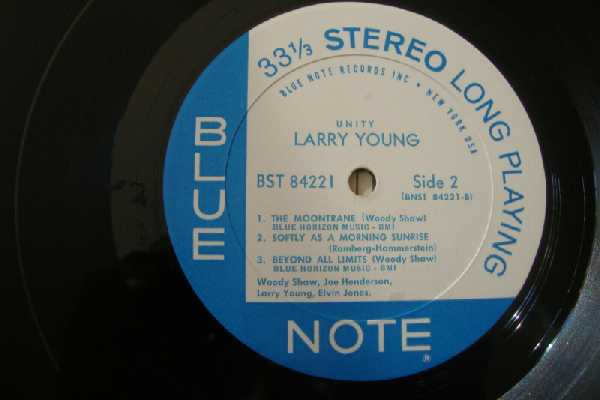 33⅓ STEREO LONG PLAYING
BLUE NOTE RECORDS INC • NEW YORK USA
UNITY
LARRY YOUNG
BST 84221 Side 2
(BNST 84221-B)
1. THE MOONTRANE (Woody Shaw)
BLUE HORIZON MUSIC - BMI
2. SOFTLY AS A MORNING SUNRISE
(Romberg-Hammerstein)
3. BEYOND ALL LIMITS (Woody Shaw)
BLUE HORIZON MUSIC - BMI
Woody Shaw, Joe Henderson,
Larry Young, Elvin Jones.
BLUE
NOTE ®